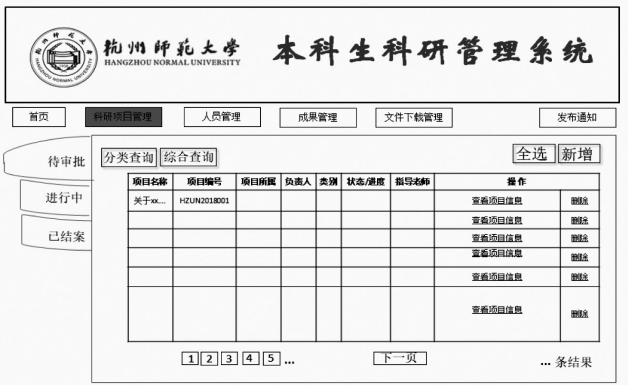 杭州师范大学
HANGZHOU NORMAL UNIVERSITY
本科生科研管理系统
首页 科研项目管理 人员管理 成果管理 文件下载管理 发布通知
待审批
进行中
已结案
分类查询 综合查询 全选 新增
项目名称 项目编号 项目所属 负责人 类别 状态/进度 指导老师 操作
关于xx... HZUN2018001 查看项目信息 删除
查看项目信息 删除
查看项目信息 删除
查看项目信息 删除
查看项目信息 删除
查看项目信息 删除
1 2 3 4 5 ... 下一页 ... 条结果